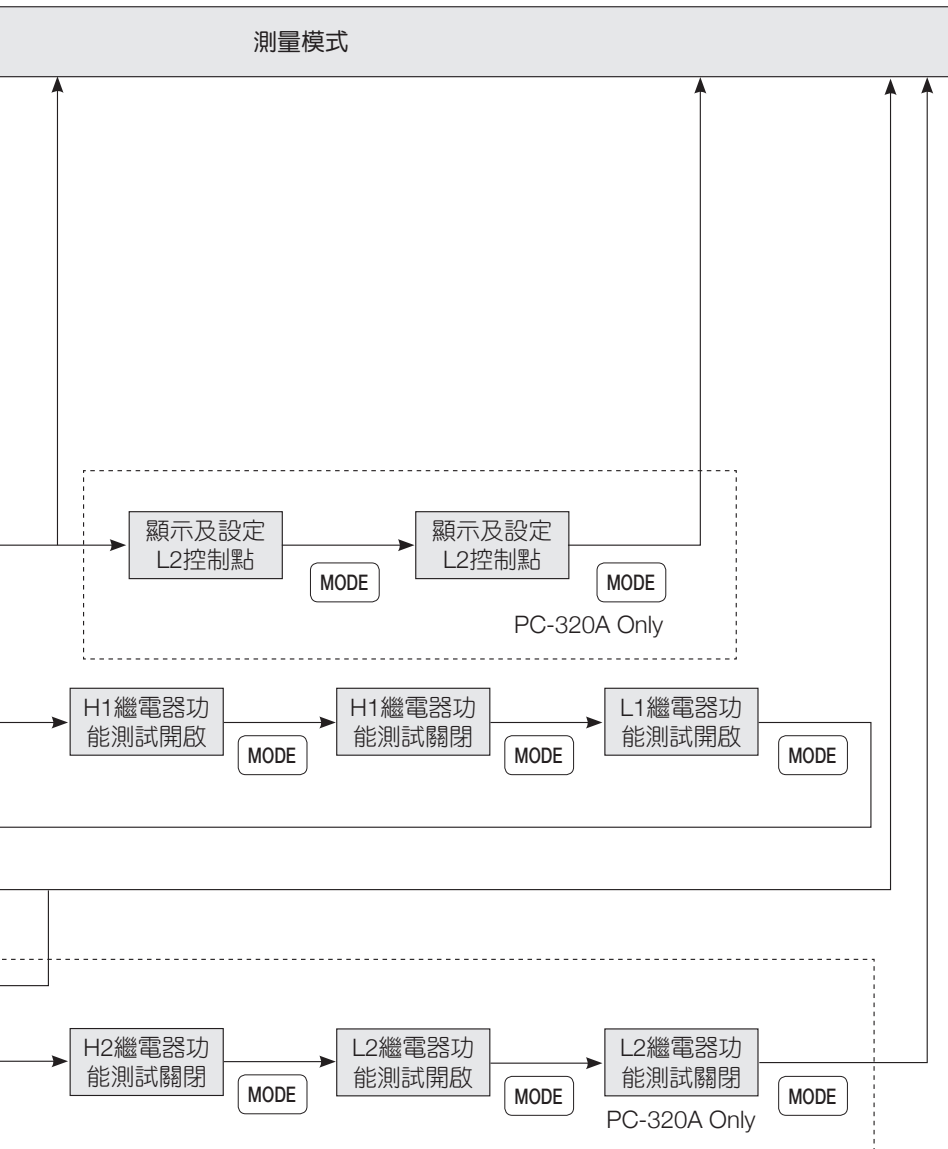 測量模式
顯示及設定
L2控制點
MODE
顯示及設定
L2控制點
MODE
PC-320A Only
H1繼電器功
能測試開啟
MODE
H1繼電器功
能測試關閉
MODE
L1繼電器功
能測試開啟
MODE
H2繼電器功
能測試關閉
MODE
L2繼電器功
能測試開啟
MODE
L2繼電器功
能測試關閉
MODE
PC-320A Only